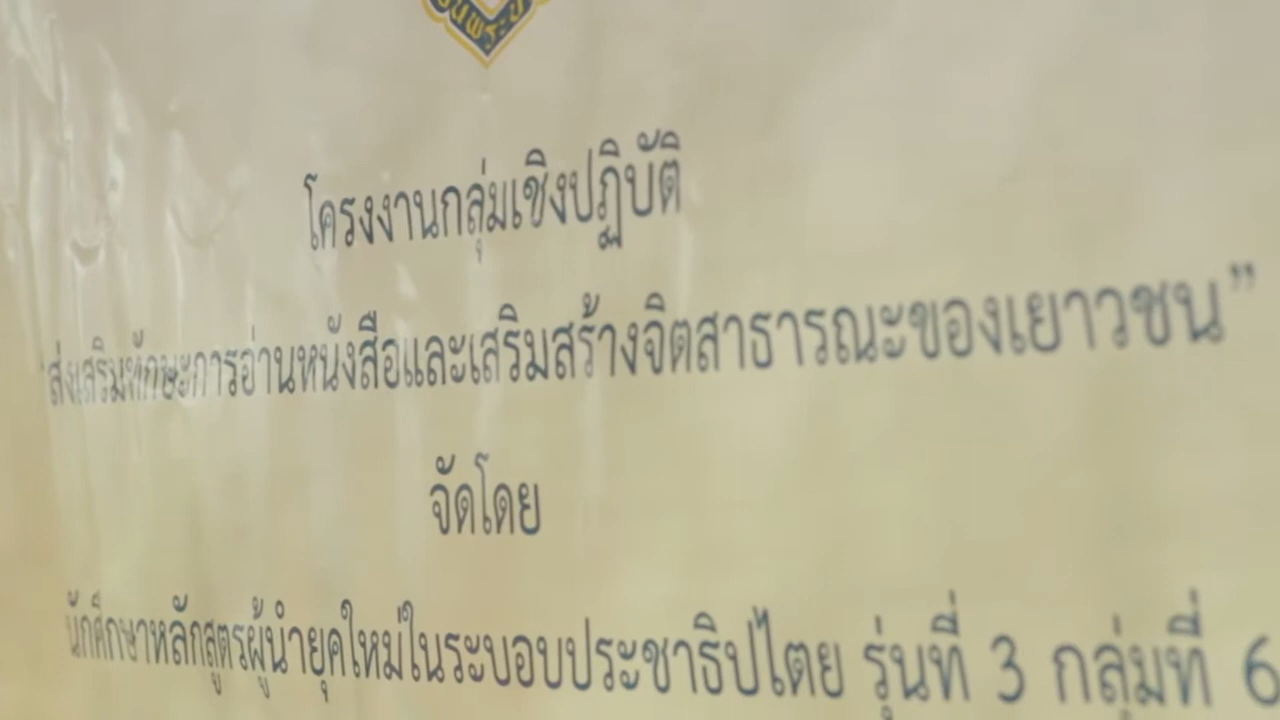 โครงงานกลุ่มเชิงปฏิบัติ
ส่งเสริมทักษะการอ่านหนังสือและเสริมสร้างจิตสาธารณะของเยาวชน”
จัดโดย
นักศึกษาหลักสูตรผู้นำยุคใหม่ในระบอบประชาธิปไตย รุ่นที่ 3 กลุ่มที่ 6